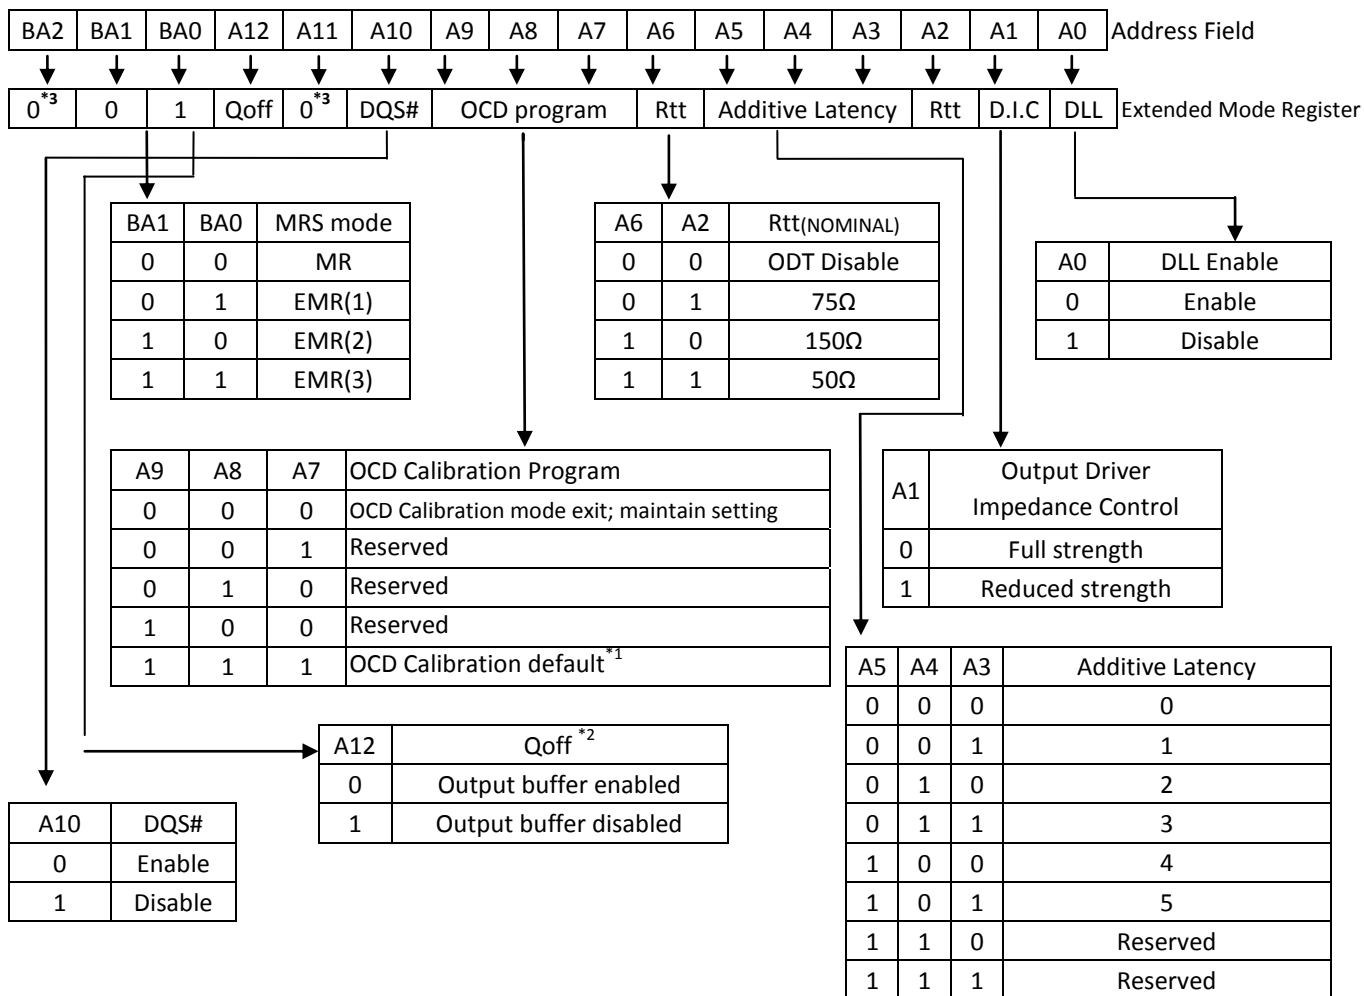 BA2 BA1 BA0 A12 A11 A10 A9 A8 A7 A6 A5 A4 A3 A2 A1 A0 Address Field
0*3 0 1 Qoff 0*3 DQS# OCD program Rtt Additive Latency Rtt D.I.C DLL Extended Mode Register
BA1 BA0 MRS mode
0 0 MR
0 1 EMR(1)
1 0 EMR(2)
1 1 EMR(3)
A6 A2 Rtt(NOMINAL)
0 0 ODT Disable
0 1 75Ω
1 0 150Ω
1 1 50Ω
A0 DLL Enable
0 Enable
1 Disable
A9 A8 A7 OCD Calibration Program
0 0 0 OCD Calibration mode exit; maintain setting
0 0 1 Reserved
0 1 0 Reserved
1 0 0 Reserved
1 1 1 OCD Calibration default*1
A1 Output Driver
Impedance Control
0 Full strength
1 Reduced strength
A12 Qoff *2
0 Output buffer enabled
1 Output buffer disabled
A10 DQS#
0 Enable
1 Disable
A5 A4 A3 Additive Latency
0 0 0 0
0 0 1 1
0 1 0 2
0 1 1 3
1 0 0 4
1 0 1 5
1 1 0 Reserved
1 1 1 Reserved